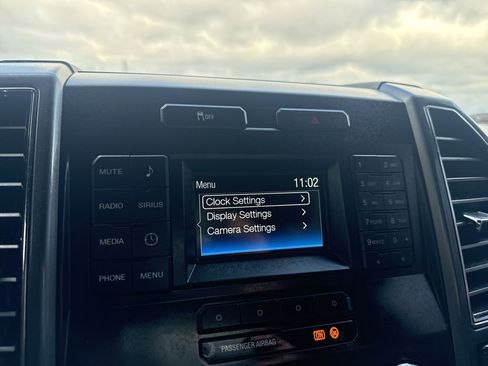 OFF
MUTE
RADIO SIRIUS
MEDIA
PHONE MENU
Menu 11:02
Clock Settings
Display Settings
Camera Settings
PASSENGER AIRBAG